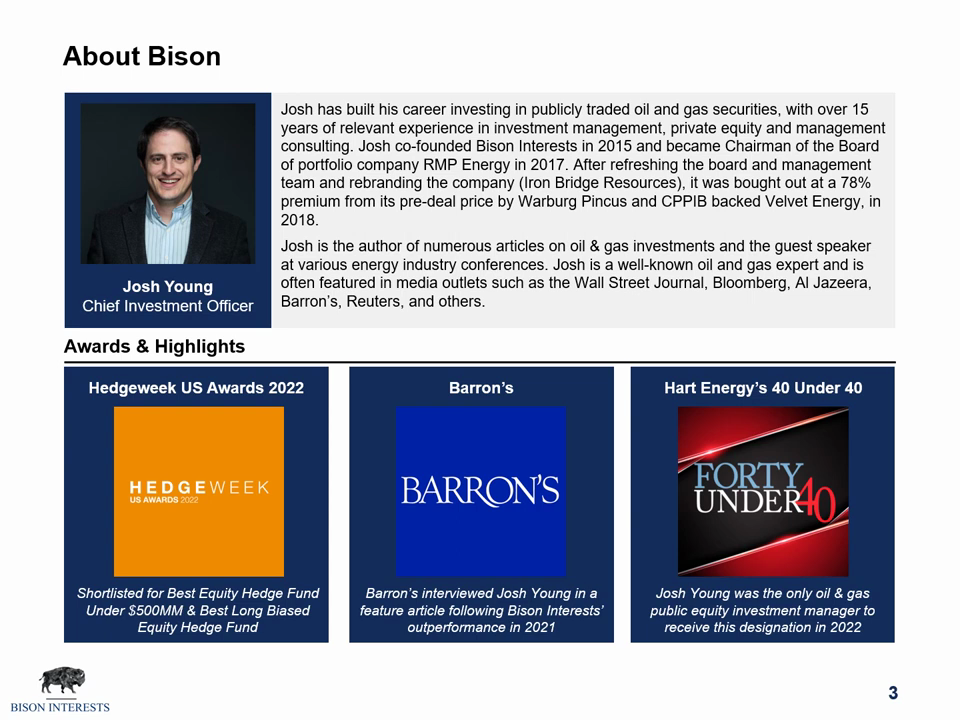 About Bison
Josh has built his career investing in publicly traded oil and gas securities, with over 15
years of relevant experience in investment management, private equity and management
consulting. Josh co-founded Bison Interests in 2015 and became Chairman of the Board
of portfolio company RMP Energy in 2017. After refreshing the board and management
team and rebranding the company (Iron Bridge Resources), it was bought out at a 78%
premium from its pre-deal price by Warburg Pincus and CPPIB backed Velvet Energy, in
2018.
Josh is the author of numerous articles on oil & gas investments and the guest speaker
at various energy industry conferences. Josh is a well-known oil and gas expert and is
often featured in media outlets such as the Wall Street Journal, Bloomberg, Al Jazeera,
Barron’s, Reuters, and others.
Josh Young
Chief Investment Officer
Awards & Highlights
Hedgeweek US Awards 2022
HEDGEWEEK
US AWARDS 2022
Shortlisted for Best Equity Hedge Fund
Under $500MM & Best Long Biased
Equity Hedge Fund
Barron’s
BARRON'S
Barron’s interviewed Josh Young in a
feature article following Bison Interests’
outperformance in 2021
Hart Energy’s 40 Under 40
FORTY
UNDER 40
Josh Young was the only oil & gas
public equity investment manager to
receive this designation in 2022
BISON INTERESTS
3